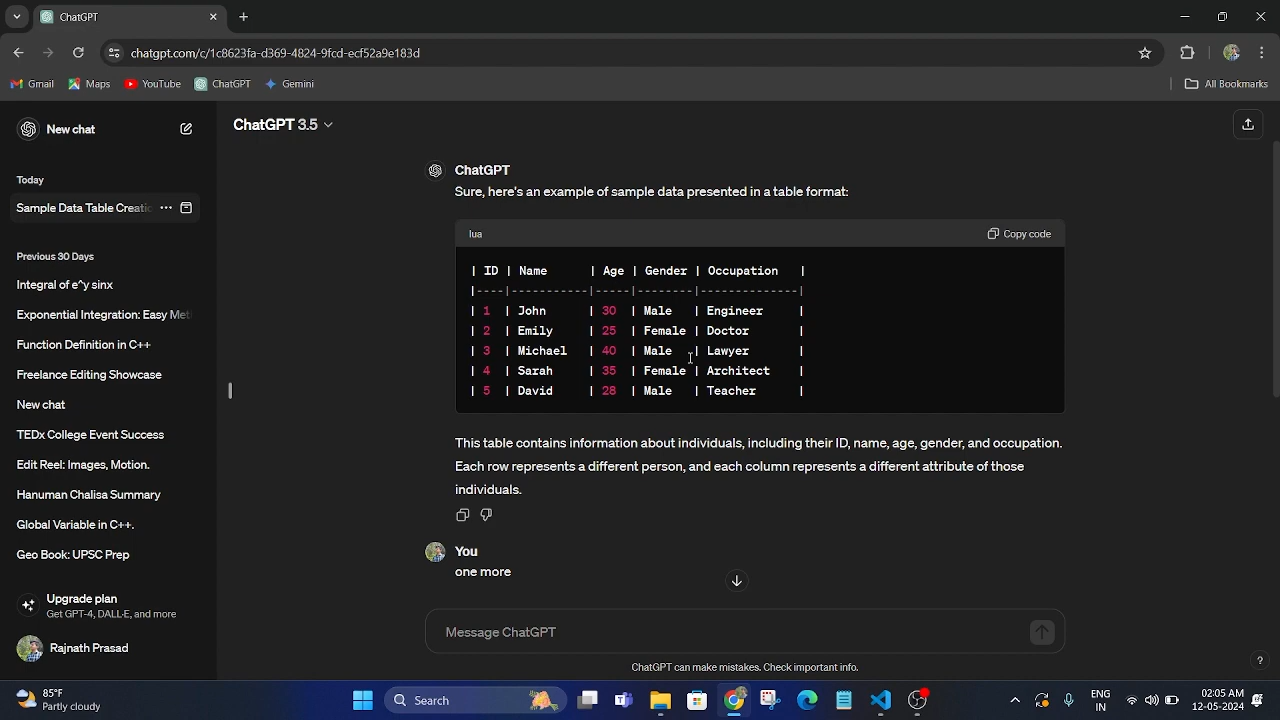 ChatGPT
chatgpt.com/c/1c8623fa-d369-4824-9fcd-ecf52a9e183d
Gmail Maps YouTube ChatGPT Gemini All Bookmarks
New chat
Today
Sample Data Table Creatio
Previous 30 Days
Integral of e^y sinx
Exponential Integration: Easy Met
Function Definition in C++
Freelance Editing Assistance
New chat
TEDx College Event Success
Edit Reel: Images, Motion.
Hanuman Chalisa Summary
Global Variable in C++.
Geo Book: UPSC Prep
Upgrade plan
Get GPT-4, DALL·E, and more
Rajnath Prasad
ChatGPT 3.5
ChatGPT
Sure, here's an example of sample data presented in a table format:
lua Copy code
| ID | Name | Age | Gender | Occupation |
|----|-----------|-----|--------|--------------|
| 1 | John | 30 | Male | Engineer |
| 2 | Emily | 25 | Female | Doctor |
| 3 | Michael | 40 | Male | Lawyer |
| 4 | Sarah | 35 | Female | Architect |
| 5 | David | 28 | Male | Teacher |
This table contains information about individuals, including their ID, name, age, gender, and occupation.
Each row represents a different person, and each column represents a different attribute of those
individuals.
You
one more
Message ChatGPT
ChatGPT can make mistakes. Check important info.
?
85°F
Partly cloudy
Search
ENG
IN
02:05 AM
12-05-2024